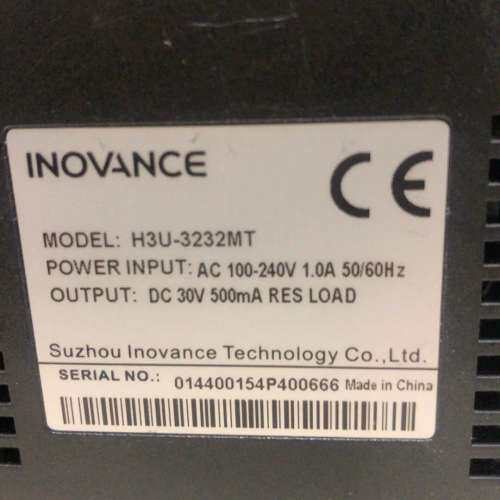 INOVANCE
CE
MODEL: H3U-3232MT
POWER INPUT: AC 100-240V 1.0A 50/60Hz
OUTPUT: DC 30V 500mA RES LOAD
Suzhou Inovance Technology Co.,Ltd.
SERIAL NO.: 014400154P400666 Made in China